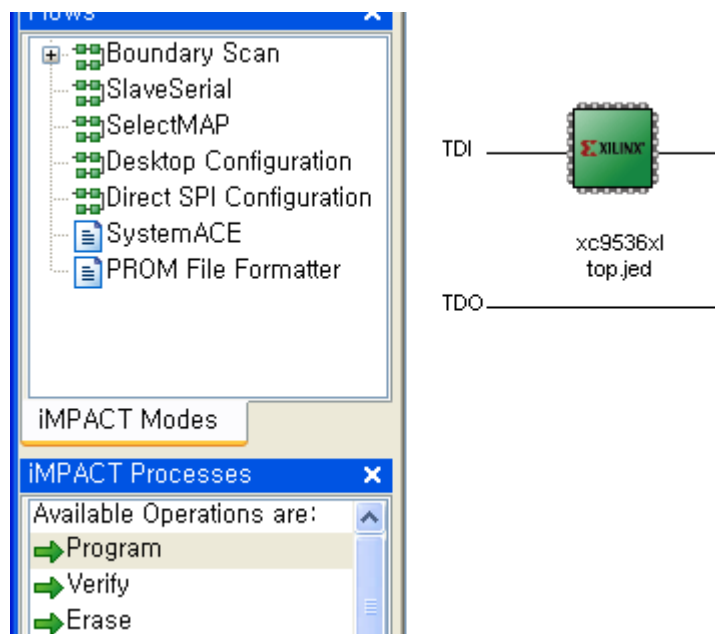 Flows
Boundary Scan
SlaveSerial
SelectMAP
Desktop Configuration
Direct SPI Configuration
SystemACE
PROM File Formatter
iMPACT Modes
iMPACT Processes
Available Operations are:
Program
Verify
Erase
TDI
XILINX
xc9536xl
top.jed
TDO